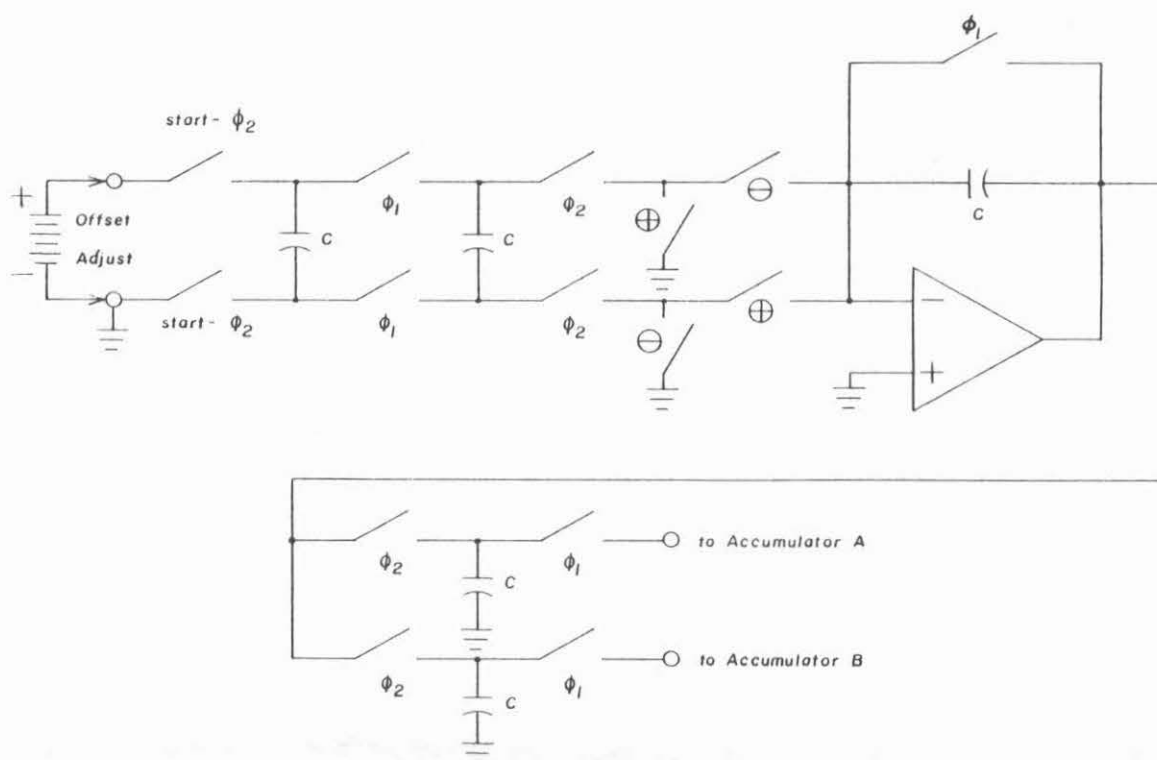 ϕ1
start- ϕ2
+
Offset
Adjust
−
C
ϕ1
C
ϕ2
⊕
⊖
C
start- ϕ2
ϕ1
ϕ2
⊖
⊕
−
+
ϕ2
C
ϕ1
to Accumulator A
ϕ2
C
ϕ1
to Accumulator B